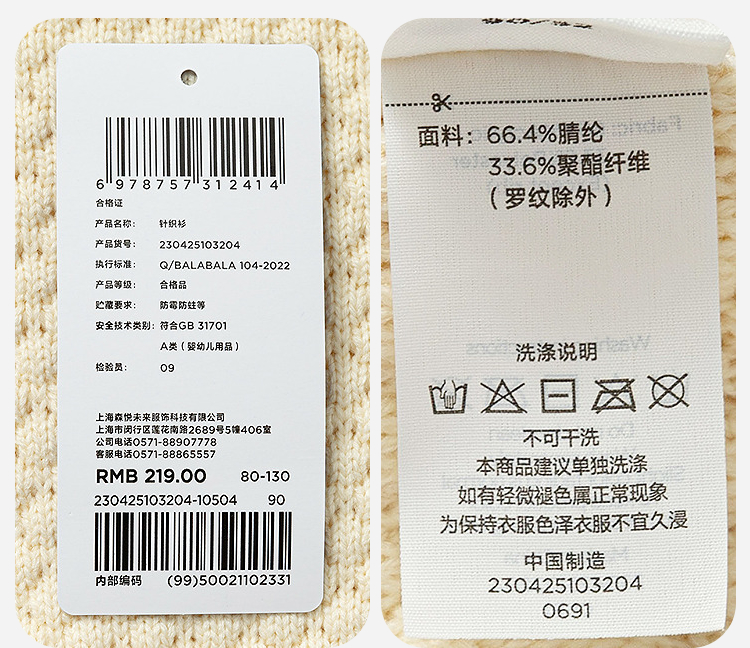 6 978757 312414
合格证
产品名称: 针织衫
产品货号: 230425103204
执行标准: Q/BALABALA 104-2022
产品等级: 合格品
贮藏要求: 防霉防蛀等
安全技术类别: 符合GB 31701
A类（婴幼儿用品）
检验员: 09
上海森悦未来服饰科技有限公司
上海市闵行区莲花南路2689号5幢406室
公司电话0571-88907778
客服电话0571-88865557
RMB 219.00 80-130
230425103204-10504 90
内部编码 (99)50021102331
面料: 66.4%腈纶
33.6%聚酯纤维
（罗纹除外）
洗涤说明
不可干洗
本商品建议单独洗涤
如有轻微褪色属正常现象
为保持衣服色泽衣服不宜久浸
中国制造
230425103204
0691